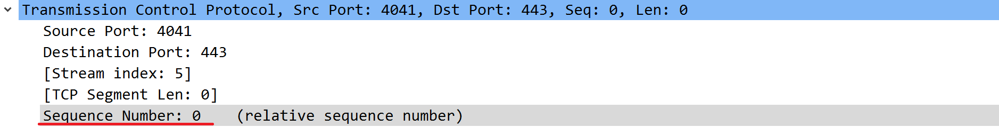 Transmission Control Protocol, Src Port: 4041, Dst Port: 443, Seq: 0, Len: 0
Source Port: 4041
Destination Port: 443
[Stream index: 5]
[TCP Segment Len: 0]
Sequence Number: 0    (relative sequence number)